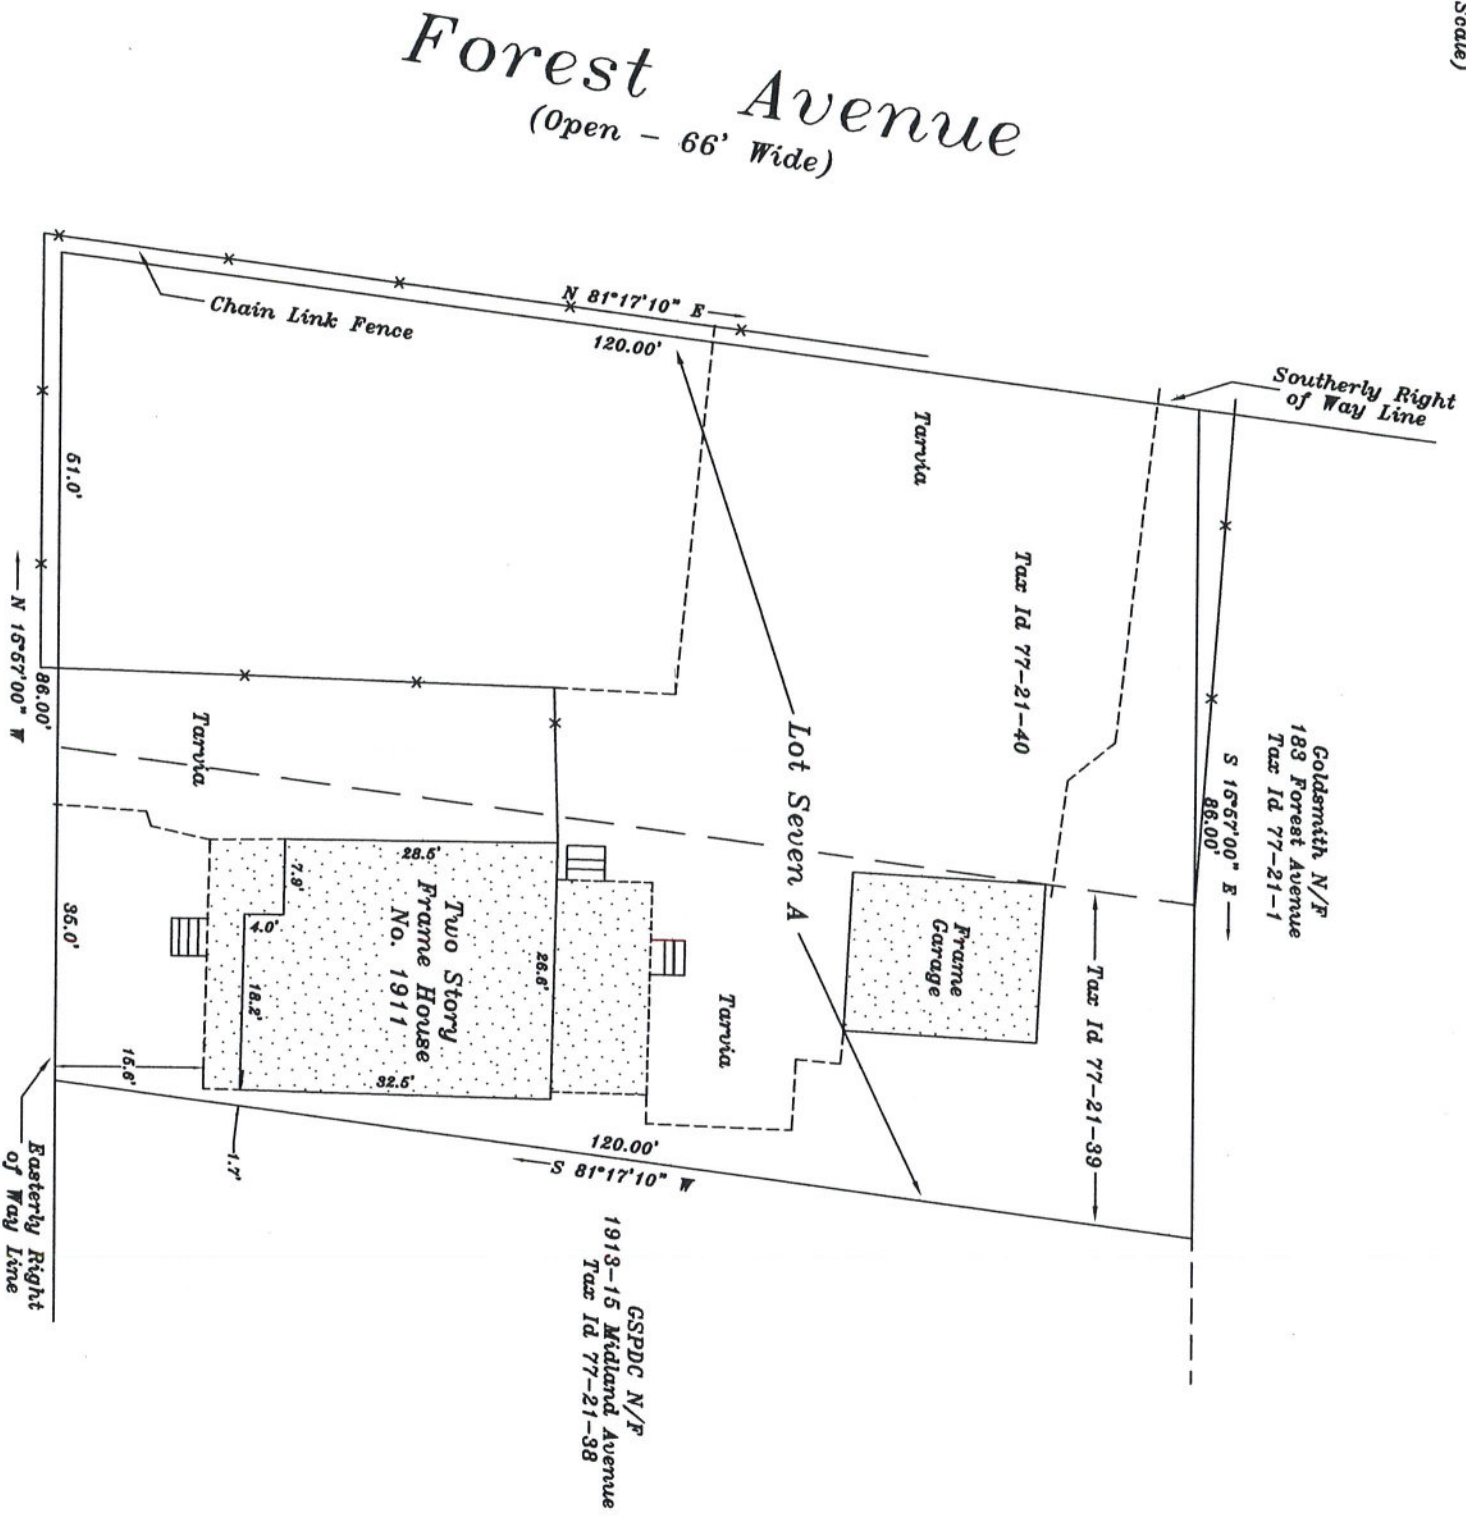 Scale)
Forest Avenue
(Open - 66' Wide)
N 81°17'10" E
120.00'
Chain Link Fence
Southerly Right
of Way Line
Tarvia
Tax Id 77-21-40
Goldsmith N/F
183 Forest Avenue
Tax Id 77-21-1
S 15°57'00" E
86.00'
51.0'
N 15°57'00" W
86.00'
Tarvia
Lot Seven A
28.5'
7.9'
4.0'
18.2'
26.6'
32.5'
Two Story
Frame House
No. 1911
35.0'
15.6'
Frame
Garage
Tarvia
Tax Id 77-21-39
120.00'
S 81°17'10" W
1.7'
Easterly Right
of Way Line
GSPDC N/F
1913-15 Midland Avenue
Tax Id 77-21-38